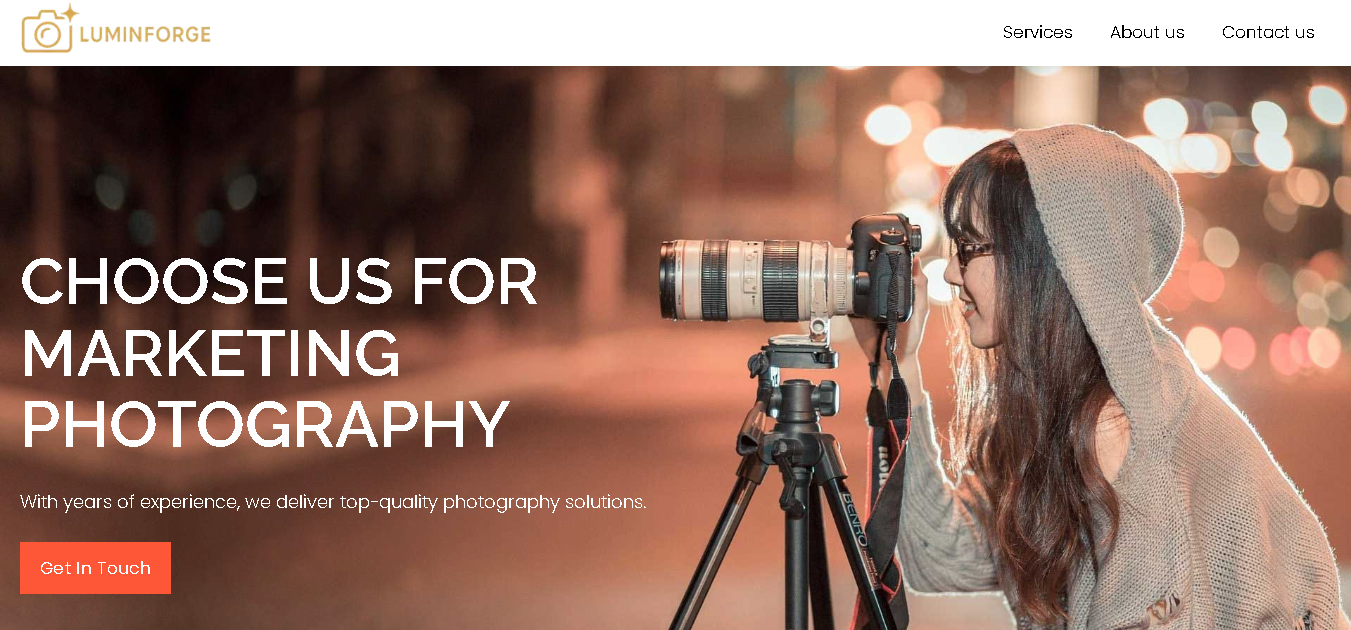 LUMINFORGE
Services
About us
Contact us
CHOOSE US FOR
MARKETING
PHOTOGRAPHY
With years of experience, we deliver top-quality photography solutions.
Get In Touch
BENRO